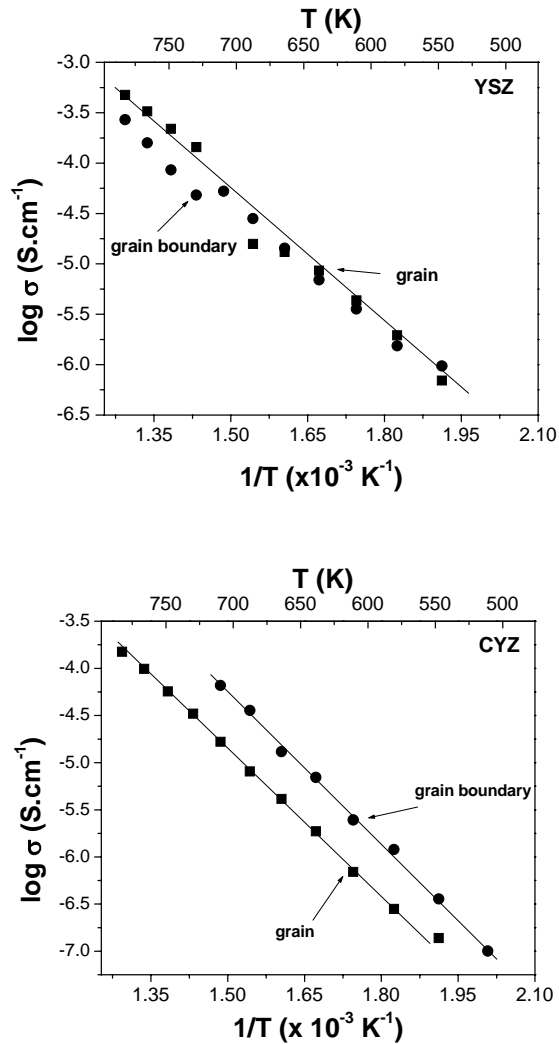 T (K)
750 700 650 600 550 500
-3.0
YSZ
-3.5
-4.0
-4.5
grain boundary
-5.0
grain
-5.5
-6.0
-6.5
log σ (S.cm⁻¹)
1.35 1.50 1.65 1.80 1.95 2.10
1/T (x10⁻³ K⁻¹)
T (K)
750 700 650 600 550 500
-3.5
CYZ
-4.0
-4.5
-5.0
grain boundary
-5.5
-6.0
-6.5
grain
-7.0
log σ (S.cm⁻¹)
1.35 1.50 1.65 1.80 1.95 2.10
1/T (x 10⁻³ K⁻¹)